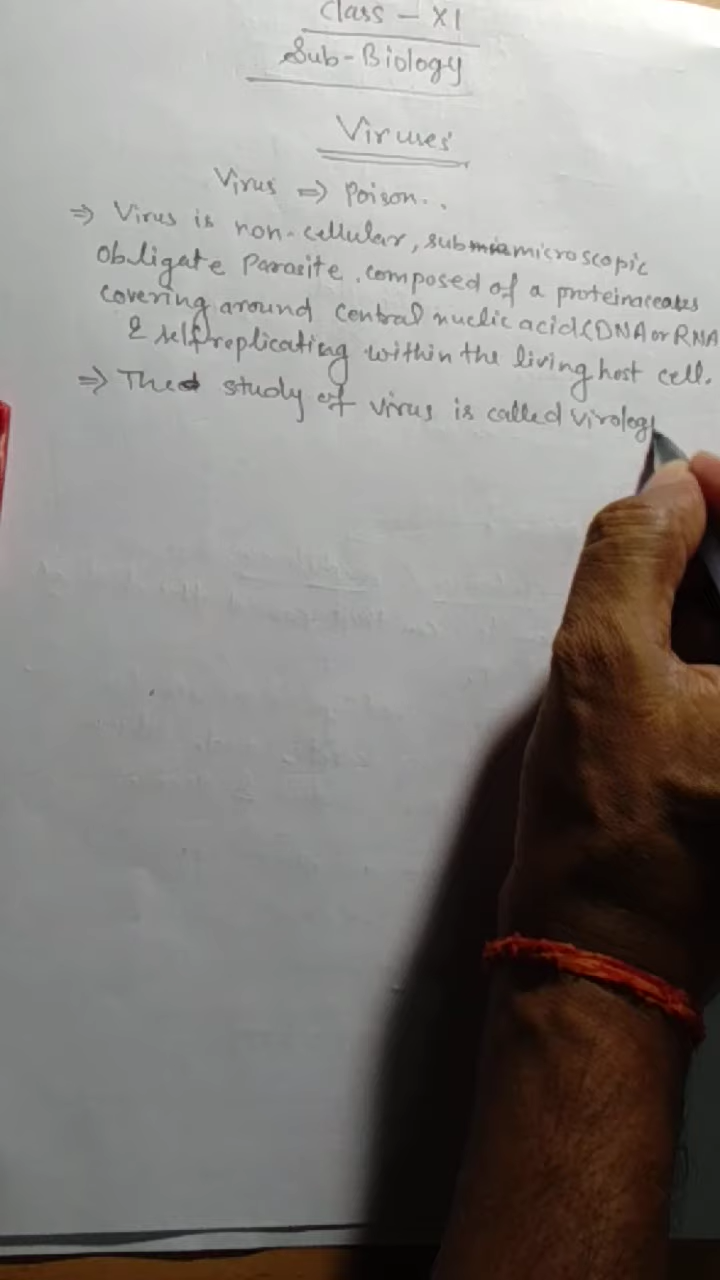 Class - XI
Sub-Biology
Viruses
Virus ⇒ Poison..
⇒ Virus is non-cellular, submicroscopic
obligate Parasite, composed of a proteinaceous
covering around central nuclic acid (DNA or RNA
& self replicating within the living host cell.
⇒ The study of virus is called virology